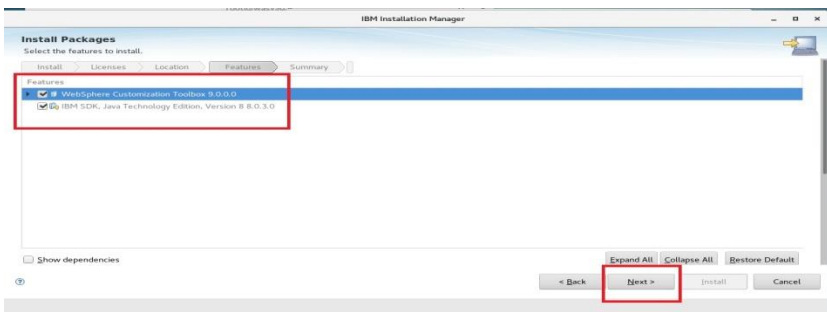 IBM Installation Manager
Install Packages
Select the features to install.
Install Licenses Location Features Summary
Features
WebSphere Customization Toolbox 9.0.0.0
IBM SDK, Java Technology Edition, Version 8 8.0.3.0
Show dependencies
Expand All Collapse All Restore Default
? < Back Next > Install Cancel